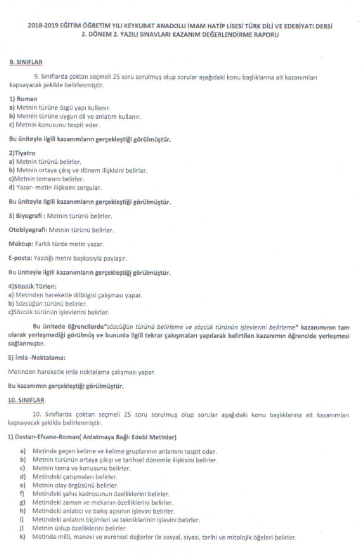 2018-2019 EĞİTİM ÖĞRETİM YILI KEYKUBAT ANADOLU İMAM HATİP LİSESİ TÜRK DİLİ VE EDEBİYATI DERSİ
2. DÖNEM 2. YAZILI SINAVLARI KAZANIM DEĞERLENDİRME RAPORU
9. SINIFLAR
9. Sınıflarda çoktan seçmeli 25 soru sorulmuş olup sorular aşağıdaki konu başlıklarına ait kazanımları
kapsayacak şekilde belirlenmiştir.
1) Roman
a) Metnin türüne özgü yapı kullanır.
b) Metnin türüne uygun dil ve anlatım kullanır.
c) Metnin konusunu tespit eder.
Bu üniteyle ilgili kazanımların gerçekleştiği görülmüştür.
2)Tiyatro
a) Metnin türünü belirler.
b) Metnin ortaya çıkış ve dönem ilişkisini belirler.
c)Metnin temasını belirler.
d) Yazar- metin ilişkisini sorgular.
Bu üniteyle ilgili kazanımların gerçekleştiği görülmüştür.
3) Biyografi : Metnin türünü belirler.
Otobiyografi: Metnin türünü belirler.
Mektup: Farklı türde metin yazar.
E-posta: Yazdığı metni başkasıyla paylaşır.
Bu üniteyle ilgili kazanımların gerçekleştiği görülmüştür.
4)Sözcük Türleri:
a) Metinden hareketle dilbilgisi çalışması yapar.
b) Sözcüğün türünü belirler.
c)Sözcük türünün işlevlerini belirler.
Bu ünitede öğrencilerde"sözcüğün türünü belirleme ve sözcük türünün işlevlerini belirleme" kazanımının tam
olarak yerleşmediği görülmüş ve bununla ilgili tekrar çalışmaları yapılarak belirtilen kazanımın öğrencide yerleşmesi
sağlanmıştır.
5) İmla -Noktalama:
Metinden hareketle imla noktalama çalışması yapar.
Bu kazanımın gerçekleştiği görülmüştür.
10. SINIFLAR
10. Sınıflarda çoktan seçmeli 25 soru sorulmuş olup sorular aşağıdaki konu başlıklarına ait kazanımları
kapsayacak şekilde belirlenmiştir.
1) Destan-Efsane-Roman( Anlatmaya Bağlı Edebi Metinler)
a) Metinde geçen kelime ve kelime gruplarının anlamını tespit eder.
b) Metnin türünün ortaya çıkışı ve tarihsel dönemle ilişkisini belirler.
c) Metnin tema ve konusunu belirler.
d) Metindeki çatışmaları belirler.
e) Metnin olay örgüsünü belirler.
f) Metindeki şahıs kadrosunun özelliklerini belirler.
g) Metindeki zaman ve mekanın özelliklerini belirler.
h) Metindeki anlatıcı ve bakış açısının işlevini belirler.
i) Metindeki anlatım biçimleri ve tekniklerinin işlevini belirler.
j) Metnin üslup özelliklerini belirler.
k) Metinde milli, manevi ve evrensel değerler ile sosyal, siyasi, tarihi ve mitolojik öğeleri belirler.